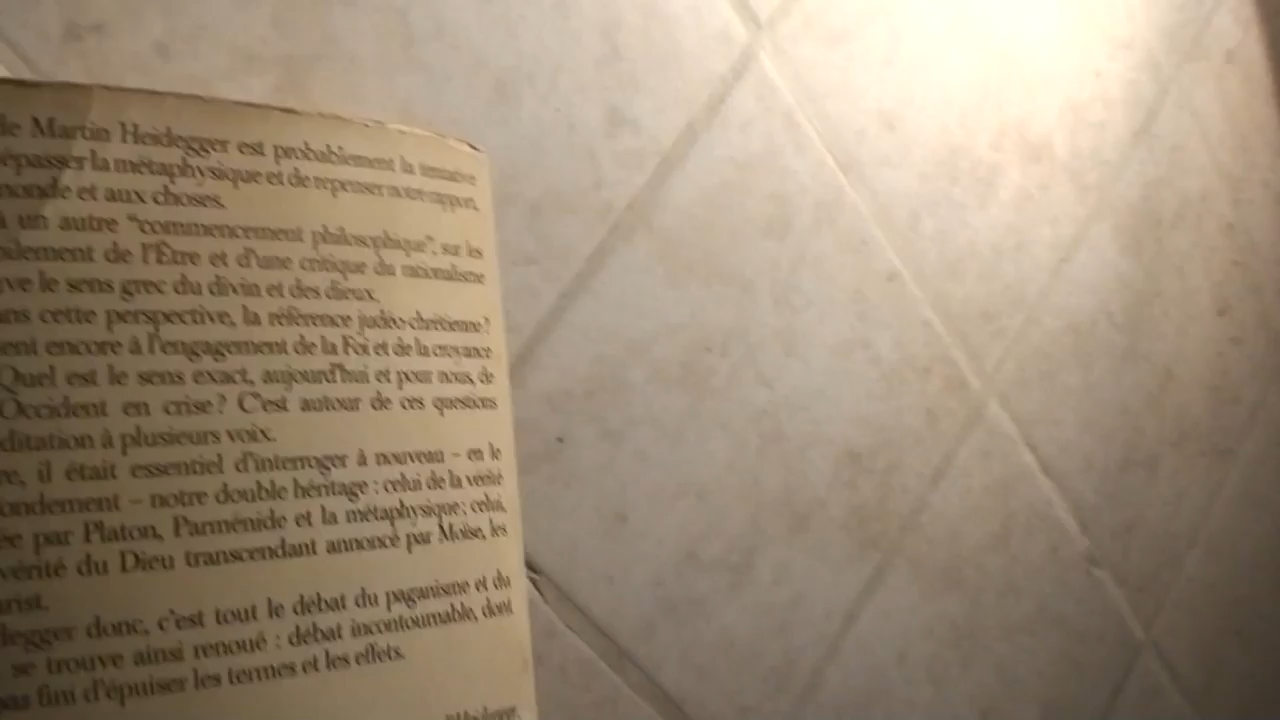 de Martin Heidegger est probablement la tentative
épasser la métaphysique et de repenser notre rapport,
monde et aux choses.
à un autre “commencement philosophique”, sur les
oilement de l'Être et d'une critique du rationalisme
ve le sens grec du divin et des dieux.
ans cette perspective, la référence judéo-chrétienne ?
ent encore à l'engagement de la Foi et de la croyance
Quel est le sens exact, aujourd'hui et pour nous, de
Occident en crise ? C'est autour de ces questions
ditation à plusieurs voix.
re, il était essentiel d'interroger à nouveau – en le
ondement – notre double héritage : celui de la vérité
ée par Platon, Parménide et la métaphysique ; celui,
vérité du Dieu transcendant annoncé par Moïse, les
rist.
degger donc, c'est tout le débat du paganisme et du
se trouve ainsi renoué : débat incontournable, dont
pas fini d'épuiser les termes et les effets.